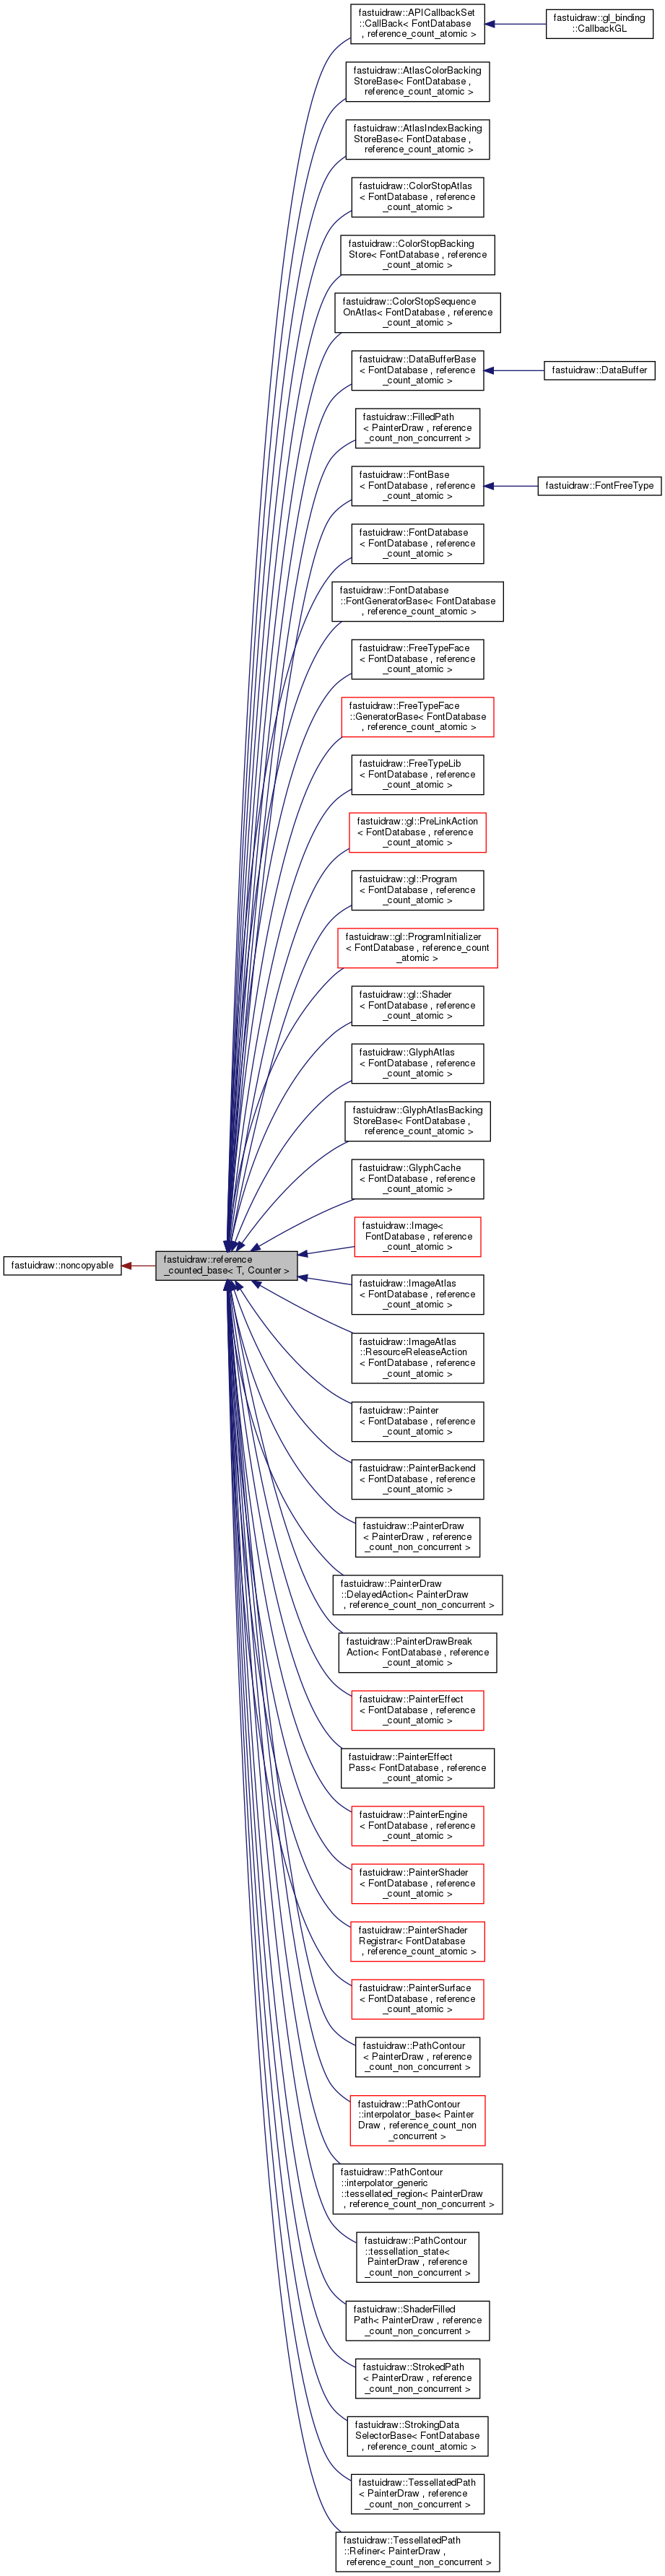 fastuidraw::APICallbackSet
::CallBack< FontDatabase
, reference_count_atomic >
fastuidraw::gl_binding
::CallbackGL
fastuidraw::AtlasColorBacking
StoreBase< FontDatabase ,
reference_count_atomic >
fastuidraw::AtlasIndexBacking
StoreBase< FontDatabase ,
reference_count_atomic >
fastuidraw::ColorStopAtlas
< FontDatabase , reference
_count_atomic >
fastuidraw::ColorStopBacking
Store< FontDatabase , reference
_count_atomic >
fastuidraw::ColorStopSequence
OnAtlas< FontDatabase , reference
_count_atomic >
fastuidraw::DataBufferBase
< FontDatabase , reference
_count_atomic >
fastuidraw::DataBuffer
fastuidraw::FilledPath
< PainterDraw , reference
_count_non_concurrent >
fastuidraw::FontBase
< FontDatabase , reference
_count_atomic >
fastuidraw::FontFreeType
fastuidraw::FontDatabase
< FontDatabase , reference
_count_atomic >
fastuidraw::FontDatabase
::FontGeneratorBase< FontDatabase
, reference_count_atomic >
fastuidraw::FreeTypeFace
< FontDatabase , reference
_count_atomic >
fastuidraw::FreeTypeFace
::GeneratorBase< FontDatabase
, reference_count_atomic >
fastuidraw::FreeTypeLib
< FontDatabase , reference
_count_atomic >
fastuidraw::gl::PreLinkAction
< FontDatabase , reference
_count_atomic >
fastuidraw::gl::Program
< FontDatabase , reference
_count_atomic >
fastuidraw::gl::ProgramInitializer
< FontDatabase , reference_count
_atomic >
fastuidraw::gl::Shader
< FontDatabase , reference
_count_atomic >
fastuidraw::GlyphAtlas
< FontDatabase , reference
_count_atomic >
fastuidraw::GlyphAtlasBacking
StoreBase< FontDatabase ,
reference_count_atomic >
fastuidraw::GlyphCache
< FontDatabase , reference
_count_atomic >
fastuidraw::Image<
FontDatabase , reference
_count_atomic >
fastuidraw::noncopyable
fastuidraw::reference
_counted_base< T, Counter >
fastuidraw::ImageAtlas
< FontDatabase , reference
_count_atomic >
fastuidraw::ImageAtlas
::ResourceReleaseAction
< FontDatabase , reference
_count_atomic >
fastuidraw::Painter
< FontDatabase , reference
_count_atomic >
fastuidraw::PainterBackend
< FontDatabase , reference
_count_atomic >
fastuidraw::PainterDraw
< PainterDraw , reference
_count_non_concurrent >
fastuidraw::PainterDraw
::DelayedAction< PainterDraw
, reference_count_non_concurrent >
fastuidraw::PainterDrawBreak
Action< FontDatabase , reference
_count_atomic >
fastuidraw::PainterEffect
< FontDatabase , reference
_count_atomic >
fastuidraw::PainterEffect
Pass< FontDatabase , reference
_count_atomic >
fastuidraw::PainterEngine
< FontDatabase , reference
_count_atomic >
fastuidraw::PainterShader
< FontDatabase , reference
_count_atomic >
fastuidraw::PainterShader
Registrar< FontDatabase
, reference_count_atomic >
fastuidraw::PainterSurface
< FontDatabase , reference
_count_atomic >
fastuidraw::PathContour
< PainterDraw , reference
_count_non_concurrent >
fastuidraw::PathContour
::interpolator_base< Painter
Draw , reference_count_non
_concurrent >
fastuidraw::PathContour
::interpolator_generic
::tessellated_region< PainterDraw
, reference_count_non_concurrent >
fastuidraw::PathContour
::tessellation_state<
PainterDraw , reference
_count_non_concurrent >
fastuidraw::ShaderFilled
Path< PainterDraw , reference
_count_non_concurrent >
fastuidraw::StrokedPath
< PainterDraw , reference
_count_non_concurrent >
fastuidraw::StrokingData
SelectorBase< FontDatabase
, reference_count_atomic >
fastuidraw::TessellatedPath
< PainterDraw , reference
_count_non_concurrent >
fastuidraw::TessellatedPath
::Refiner< PainterDraw ,
reference_count_non_concurrent >